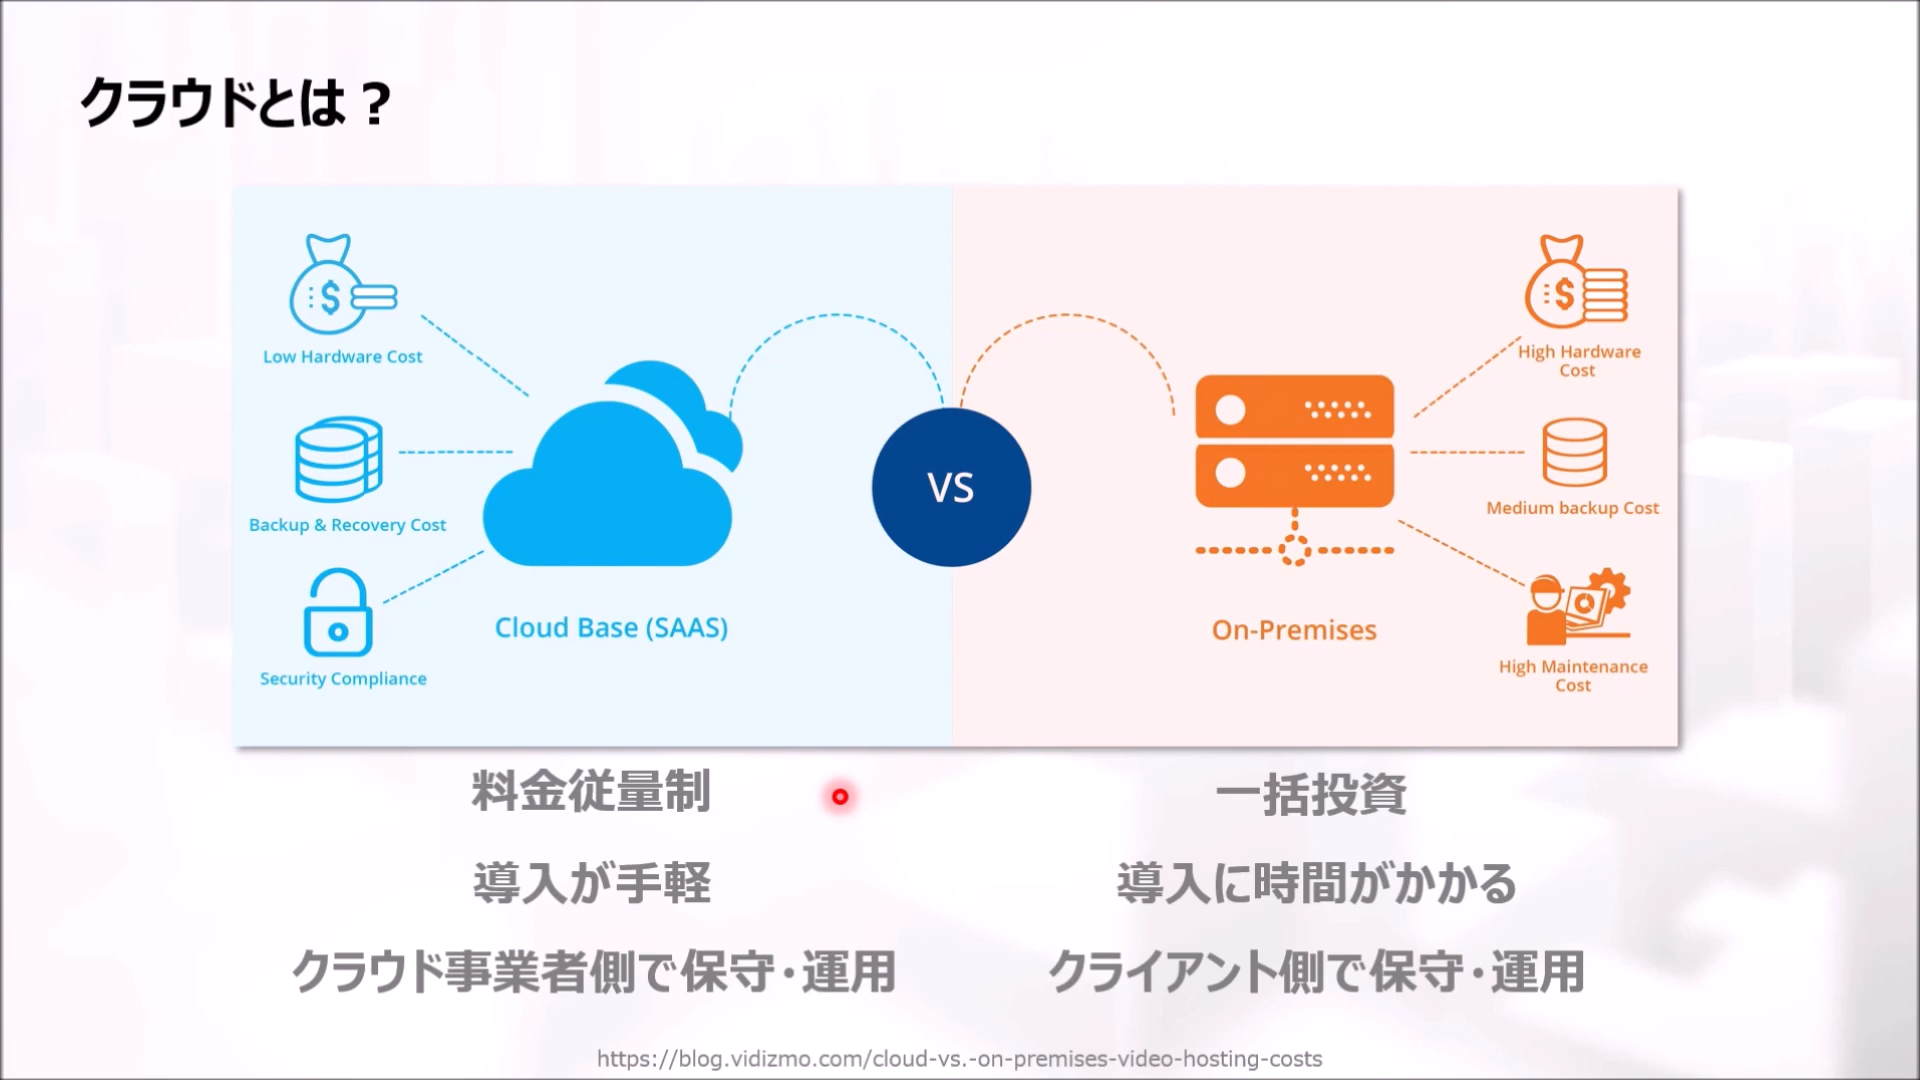 クラウドとは？
Low Hardware Cost
Backup & Recovery Cost
Security Compliance
Cloud Base (SAAS)
VS
On-Premises
High Hardware
Cost
Medium backup Cost
High Maintenance
Cost
料金従量制
一括投資
導入が手軽
導入に時間がかかる
クラウド事業者側で保守・運用
クライアント側で保守・運用
https://blog.vidizmo.com/cloud-vs.-on-premises-video-hosting-costs